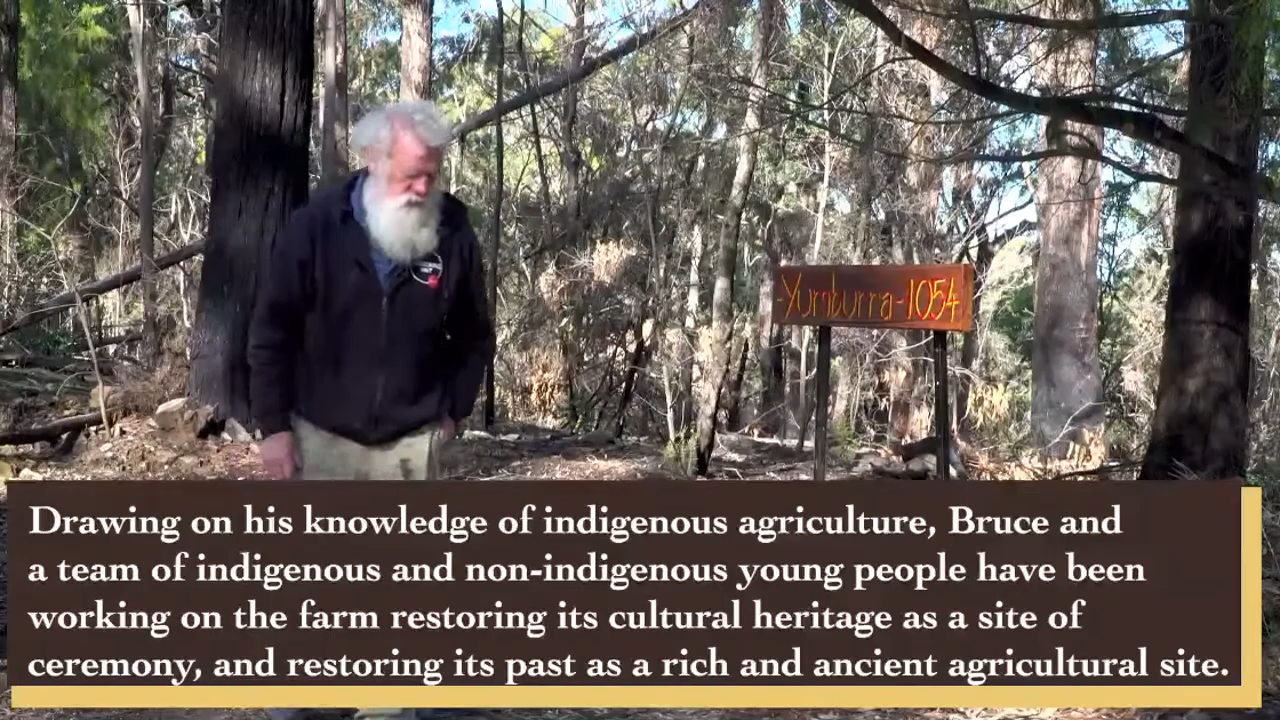 -Yumburra-1054
Drawing on his knowledge of indigenous agriculture, Bruce and
a team of indigenous and non-indigenous young people have been
working on the farm restoring its cultural heritage as a site of
ceremony, and restoring its past as a rich and ancient agricultural site.